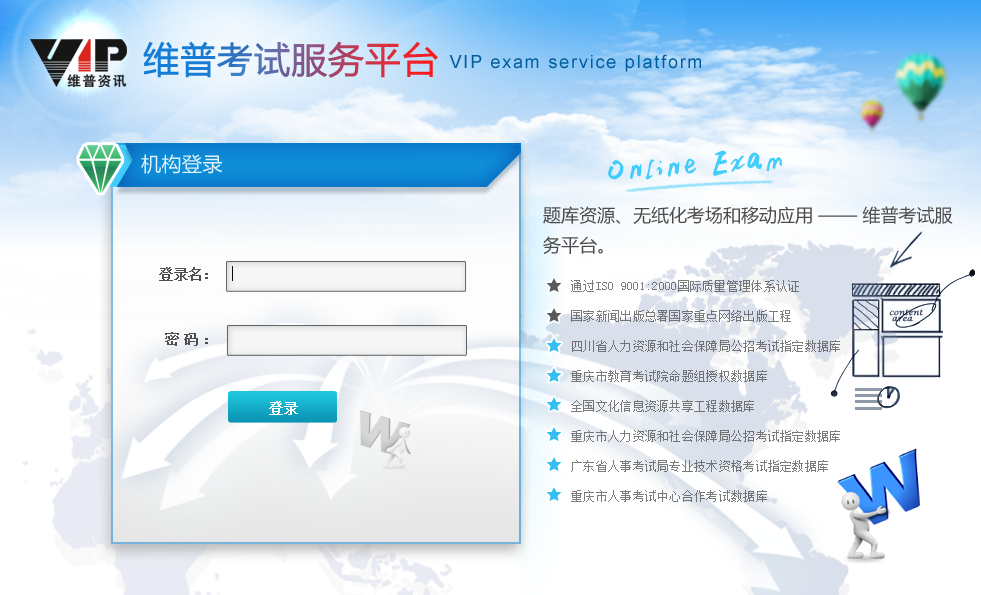 VIP
维普资讯
维普考试服务平台 VIP exam service platform
机构登录
登录名：
密 码：
登录
Online Exam
题库资源、无纸化考场和移动应用 —— 维普考试服
务平台。
通过ISO 9001:2000国际质量管理体系认证
国家新闻出版总署国家重点网络出版工程
四川省人力资源和社会保障局公招考试指定数据库
重庆市教育考试院命题组授权数据库
全国文化信息资源共享工程数据库
重庆市人力资源和社会保障局公招考试指定数据库
广东省人事考试局专业技术资格考试指定数据库
重庆市人事考试中心合作考试数据库
content
area
W
W